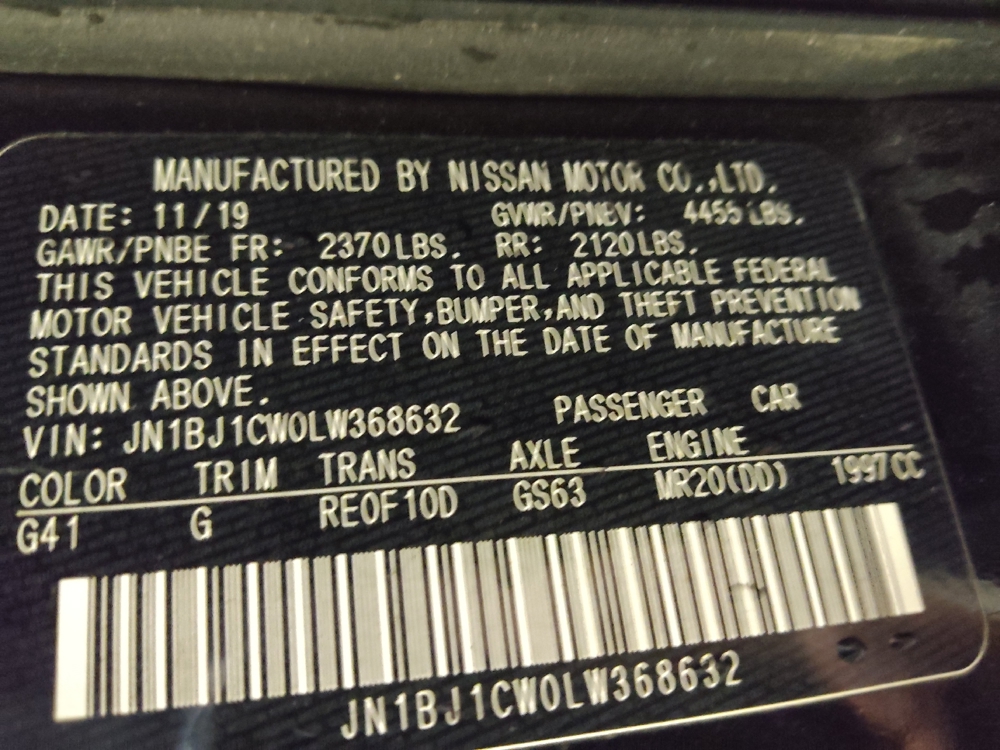 MANUFACTURED BY NISSAN MOTOR CO.,LTD.
DATE: 11/19 GVWR/PNBV: 4455 LBS.
GAWR/PNBE FR: 2370LBS. RR: 2120LBS.
THIS VEHICLE CONFORMS TO ALL APPLICABLE FEDERAL
MOTOR VEHICLE SAFETY,BUMPER,AND THEFT PREVENTION
STANDARDS IN EFFECT ON THE DATE OF MANUFACTURE
SHOWN ABOVE.
VIN: JN1BJ1CW0LW368632 PASSENGER CAR
COLOR TRIM TRANS AXLE ENGINE
G41 G RE0F10D GS63 MR20(DD) 1997CC
JN1BJ1CW0LW368632